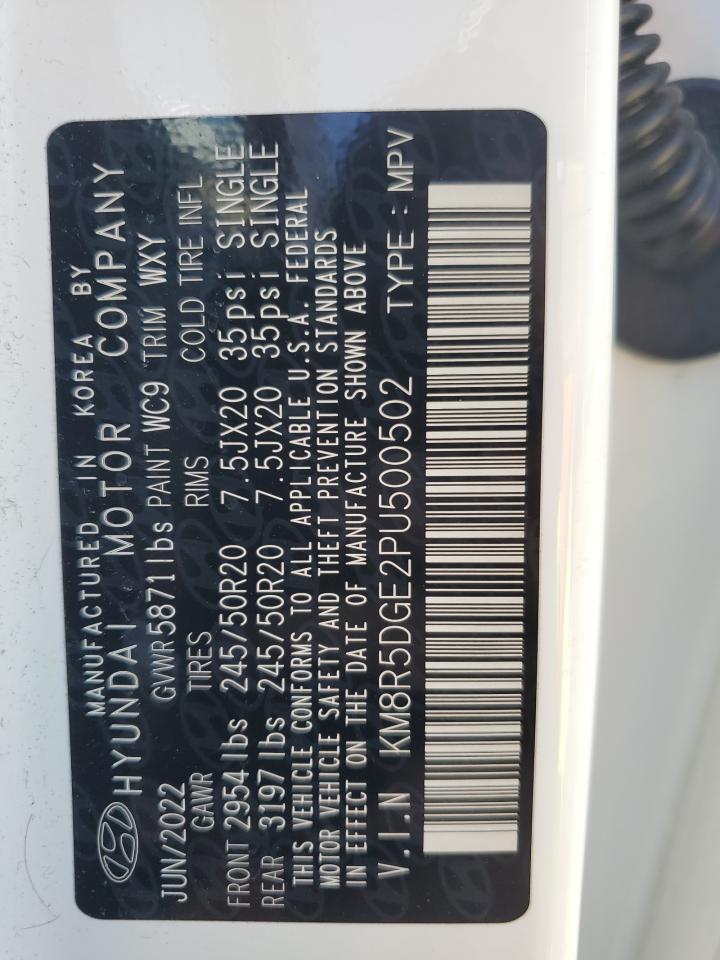 MANUFACTURED IN KOREA BY
HYUNDAI MOTOR COMPANY
JUN/2022 GVWR 5871lbs PAINT WC9 TRIM WXY
GAWR TIRES RIMS COLD TIRE INFL
FRONT 2954lbs 245/50R20 7.5JX20 35psi SINGLE
REAR 3197lbs 245/50R20 7.5JX20 35psi SINGLE
THIS VEHICLE CONFORMS TO ALL APPLICABLE U.S.A. FEDERAL
MOTOR VEHICLE SAFETY AND THEFT PREVENTION STANDARDS
IN EFFECT ON THE DATE OF MANUFACTURE SHOWN ABOVE
V.I.N KM8R5DGE2PU500502 TYPE : MPV